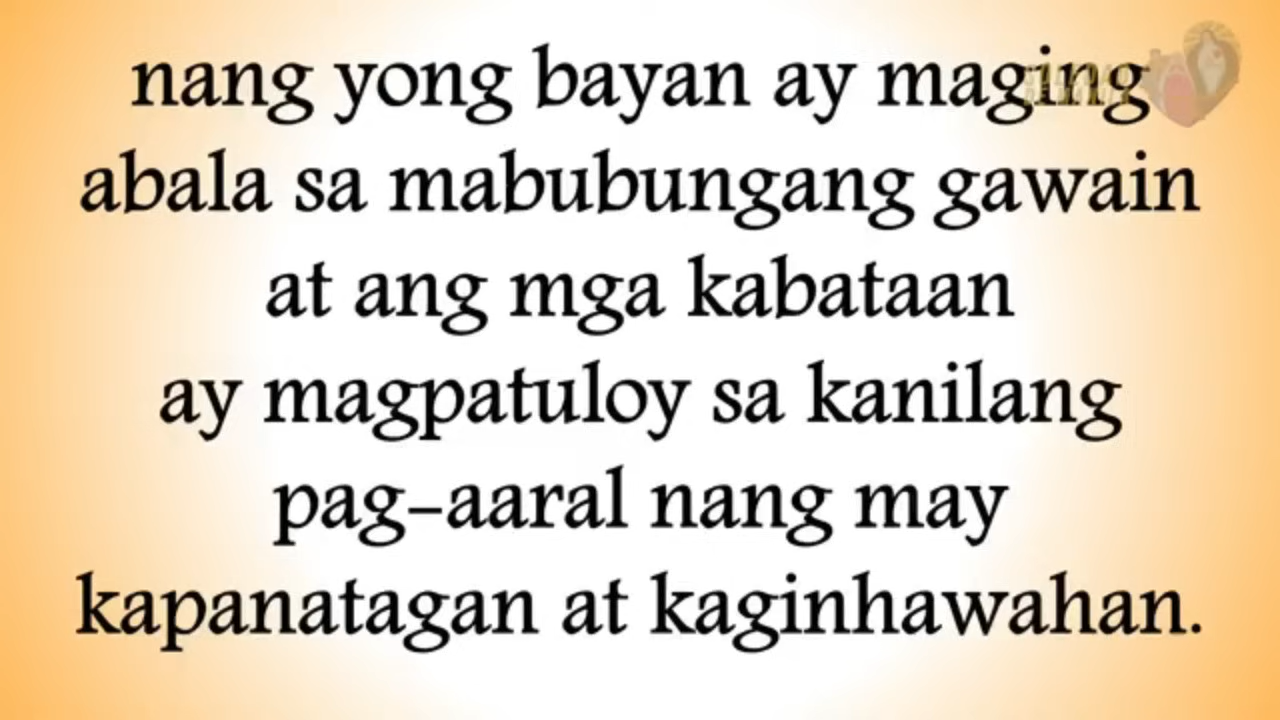 nang yong bayan ay maging
abala sa mabubungang gawain
at ang mga kabataan
ay magpatuloy sa kanilang
pag-aaral nang may
kapanatagan at kaginhawahan.